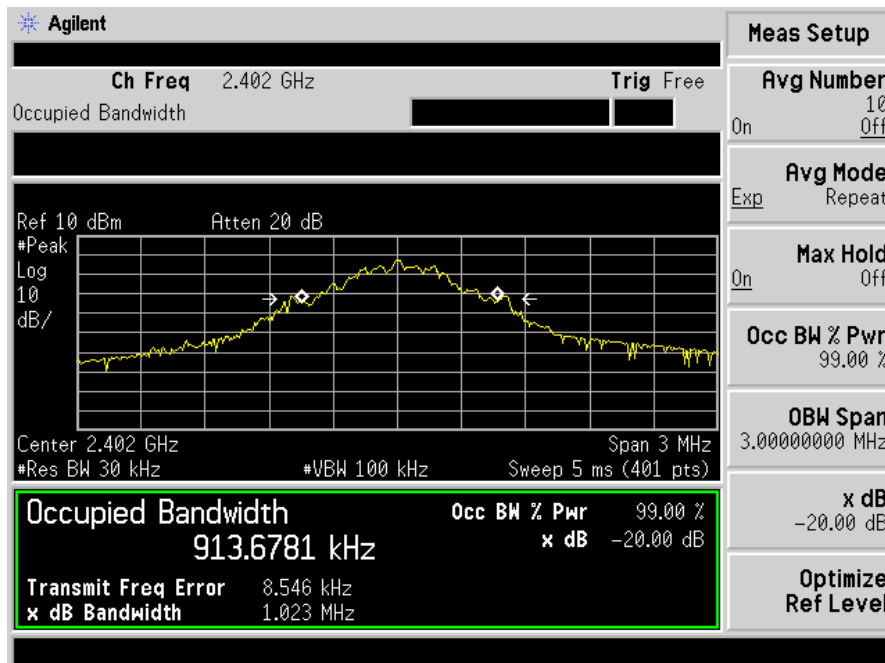 Agilent
Ch Freq 2.402 GHz Trig Free
Occupied Bandwidth
Ref 10 dBm Atten 20 dB
#Peak
Log
10
dB/
Center 2.402 GHz Span 3 MHz
#Res BW 30 kHz #VBW 100 kHz Sweep 5 ms (401 pts)
Occupied Bandwidth
913.6781 kHz
Occ BW % Pwr 99.00 %
x dB -20.00 dB
Transmit Freq Error 8.546 kHz
x dB Bandwidth 1.023 MHz
Meas Setup
Avg Number
10
On Off
Avg Mode
Exp Repeat
Max Hold
On Off
Occ BW % Pwr
99.00 %
OBW Span
3.00000000 MHz
x dB
-20.00 dB
Optimize
Ref Level